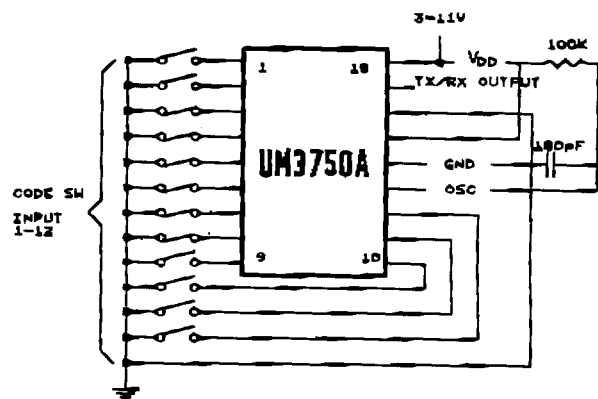 3-11V
1
18
VDD
100K
TX/RX OUTPUT
UM3750A
GND
180pF
OSC
CODE SW
INPUT
1-12
9
10